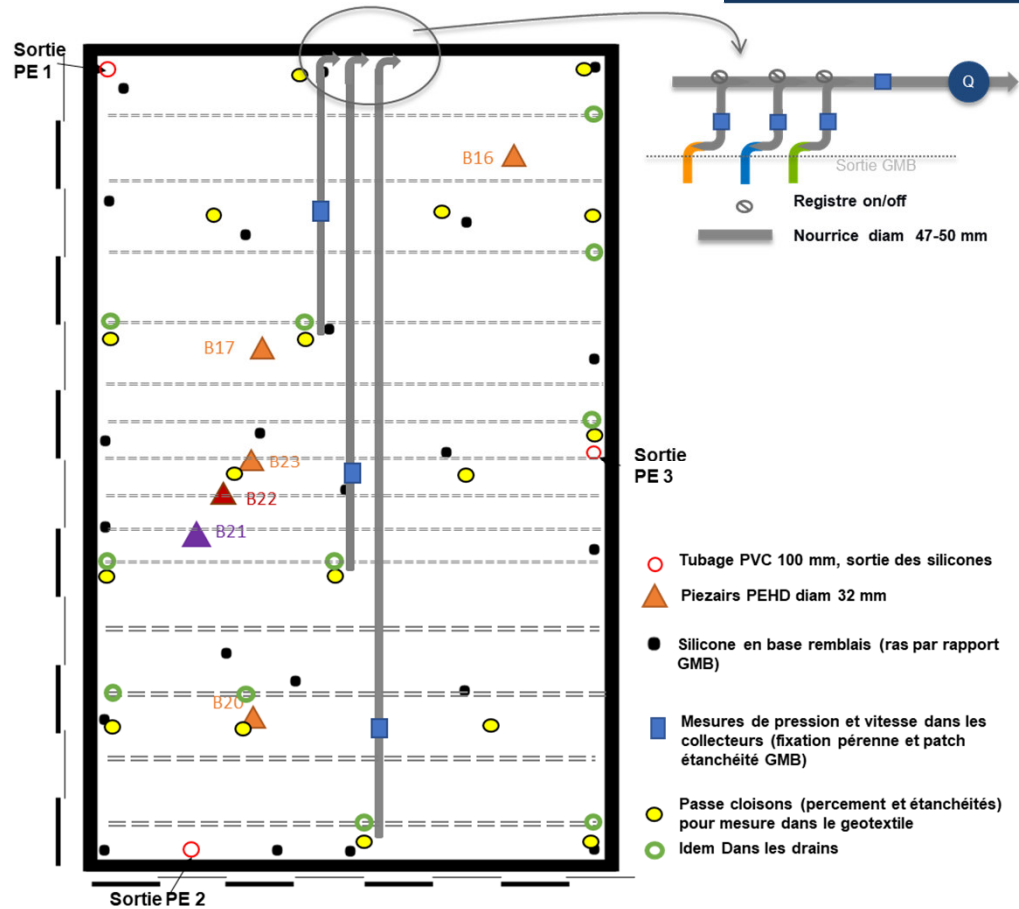 Sortie
PE 1
Q
B16
Sortie GMB
Registre on/off
Nourrice diam 47-50 mm
B17
B23
B22
B21
Sortie
PE 3
Tubage PVC 100 mm, sortie des silicones
Piezairs PEHD diam 32 mm
Silicone en base remblais (ras par rapport
GMB)
B20
Mesures de pression et vitesse dans les
collecteurs (fixation pérenne et patch
étanchéité GMB)
Passe cloisons (percement et étanchéités)
pour mesure dans le geotextile
Idem Dans les drains
Sortie PE 2